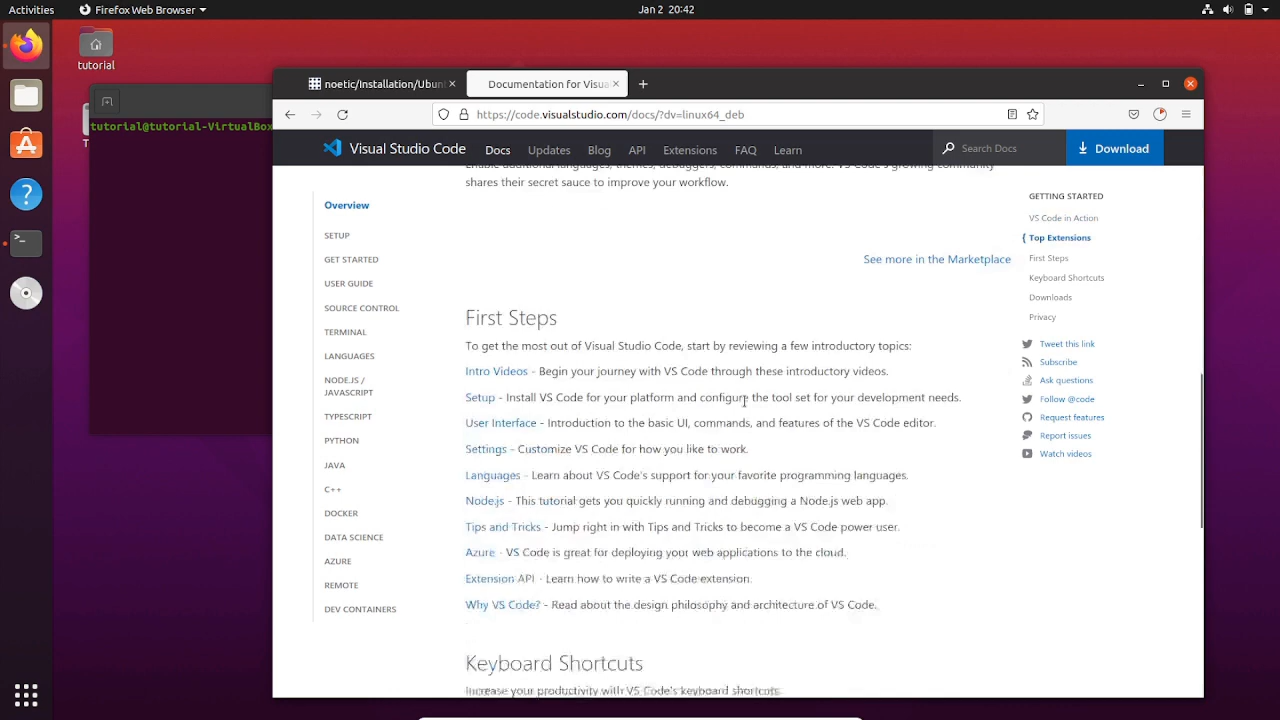 Activities
Firefox Web Browser
Jan 2 20:42
tutorial
tutorial@tutorial-VirtualBox
noetic/Installation/Ubun
Documentation for Visua
https://code.visualstudio.com/docs/?dv=linux64_deb
Visual Studio Code
Docs
Updates
Blog
API
Extensions
FAQ
Learn
Search Docs
Download
Enable additional languages, themes, debuggers, commands, and more. VS Code's growing community
shares their secret sauce to improve your workflow.
See more in the Marketplace
Overview
SETUP
GET STARTED
USER GUIDE
SOURCE CONTROL
TERMINAL
LANGUAGES
NODE.JS /
JAVASCRIPT
TYPESCRIPT
PYTHON
JAVA
C++
DOCKER
DATA SCIENCE
AZURE
REMOTE
DEV CONTAINERS
First Steps
To get the most out of Visual Studio Code, start by reviewing a few introductory topics:
Intro Videos - Begin your journey with VS Code through these introductory videos.
Setup - Install VS Code for your platform and configure the tool set for your development needs.
User Interface - Introduction to the basic UI, commands, and features of the VS Code editor.
Settings - Customize VS Code for how you like to work.
Languages - Learn about VS Code's support for your favorite programming languages.
Node.js - This tutorial gets you quickly running and debugging a Node.js web app.
Tips and Tricks - Jump right in with Tips and Tricks to become a VS Code power user.
Azure - VS Code is great for deploying your web applications to the cloud.
Extension API - Learn how to write a VS Code extension.
Why VS Code? - Read about the design philosophy and architecture of VS Code.
Keyboard Shortcuts
Increase your productivity with VS Code's keyboard shortcuts.
GETTING STARTED
VS Code in Action
Top Extensions
First Steps
Keyboard Shortcuts
Downloads
Privacy
Tweet this link
Subscribe
Ask questions
Follow @code
Request features
Report issues
Watch videos